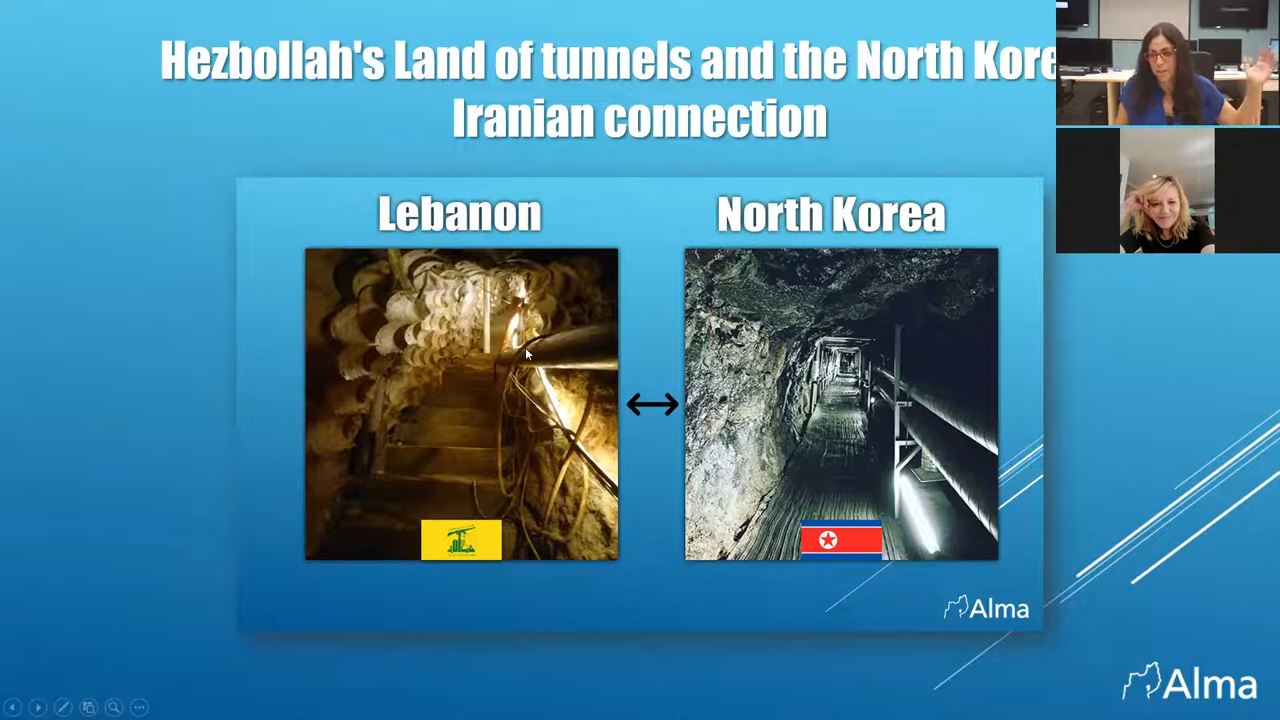 Hezbollah's Land of tunnels and the North Kore
Iranian connection
Lebanon
North Korea
Alma
Alma